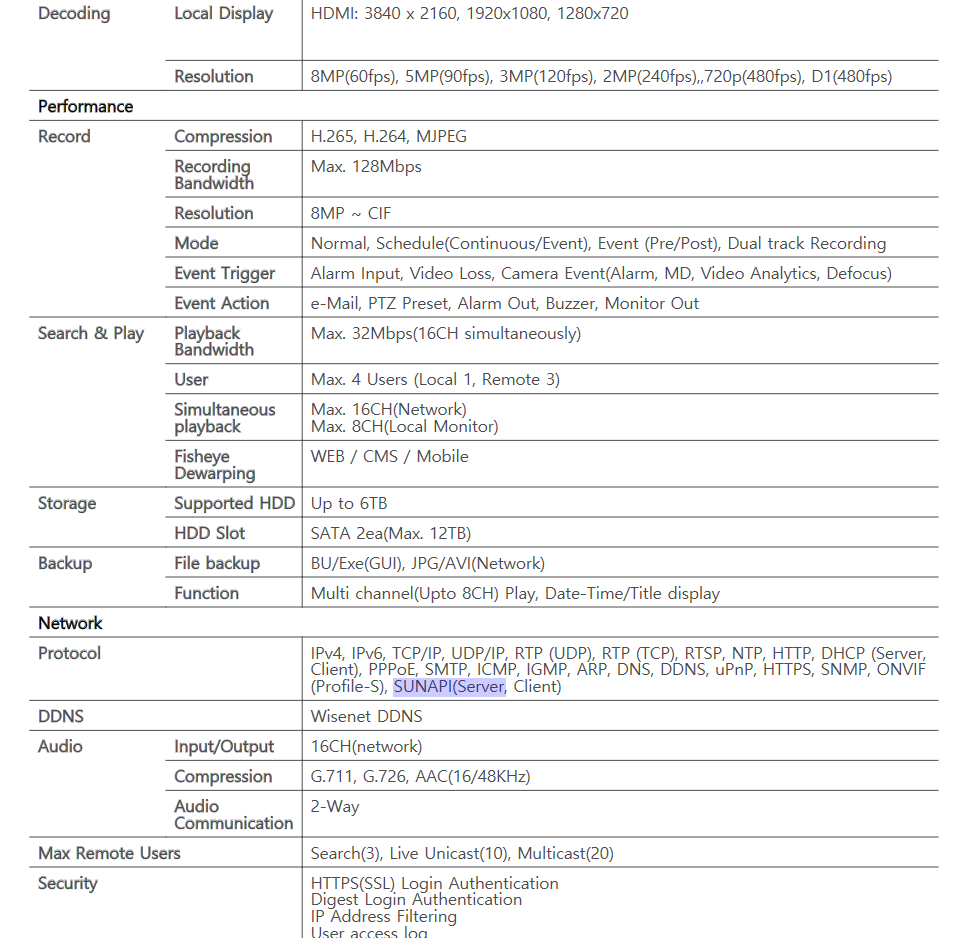 Decoding Local Display HDMI: 3840 x 2160, 1920x1080, 1280x720
Resolution 8MP(60fps), 5MP(90fps), 3MP(120fps), 2MP(240fps),,720p(480fps), D1(480fps)
Performance
Record Compression H.265, H.264, MJPEG
Recording Max. 128Mbps
Bandwidth
Resolution 8MP ~ CIF
Mode Normal, Schedule(Continuous/Event), Event (Pre/Post), Dual track Recording
Event Trigger Alarm Input, Video Loss, Camera Event(Alarm, MD, Video Analytics, Defocus)
Event Action e-Mail, PTZ Preset, Alarm Out, Buzzer, Monitor Out
Search & Play Playback Max. 32Mbps(16CH simultaneously)
Bandwidth
User Max. 4 Users (Local 1, Remote 3)
Simultaneous Max. 16CH(Network)
playback Max. 8CH(Local Monitor)
Fisheye WEB / CMS / Mobile
Dewarping
Storage Supported HDD Up to 6TB
HDD Slot SATA 2ea(Max. 12TB)
Backup File backup BU/Exe(GUI), JPG/AVI(Network)
Function Multi channel(Upto 8CH) Play, Date-Time/Title display
Network
Protocol IPv4, IPv6, TCP/IP, UDP/IP, RTP (UDP), RTP (TCP), RTSP, NTP, HTTP, DHCP (Server,
Client), PPPoE, SMTP, ICMP, IGMP, ARP, DNS, DDNS, uPnP, HTTPS, SNMP, ONVIF
(Profile-S), SUNAPI(Server, Client)
DDNS Wisenet DDNS
Audio Input/Output 16CH(network)
Compression G.711, G.726, AAC(16/48KHz)
Audio 2-Way
Communication
Max Remote Users Search(3), Live Unicast(10), Multicast(20)
Security HTTPS(SSL) Login Authentication
Digest Login Authentication
IP Address Filtering
User access log